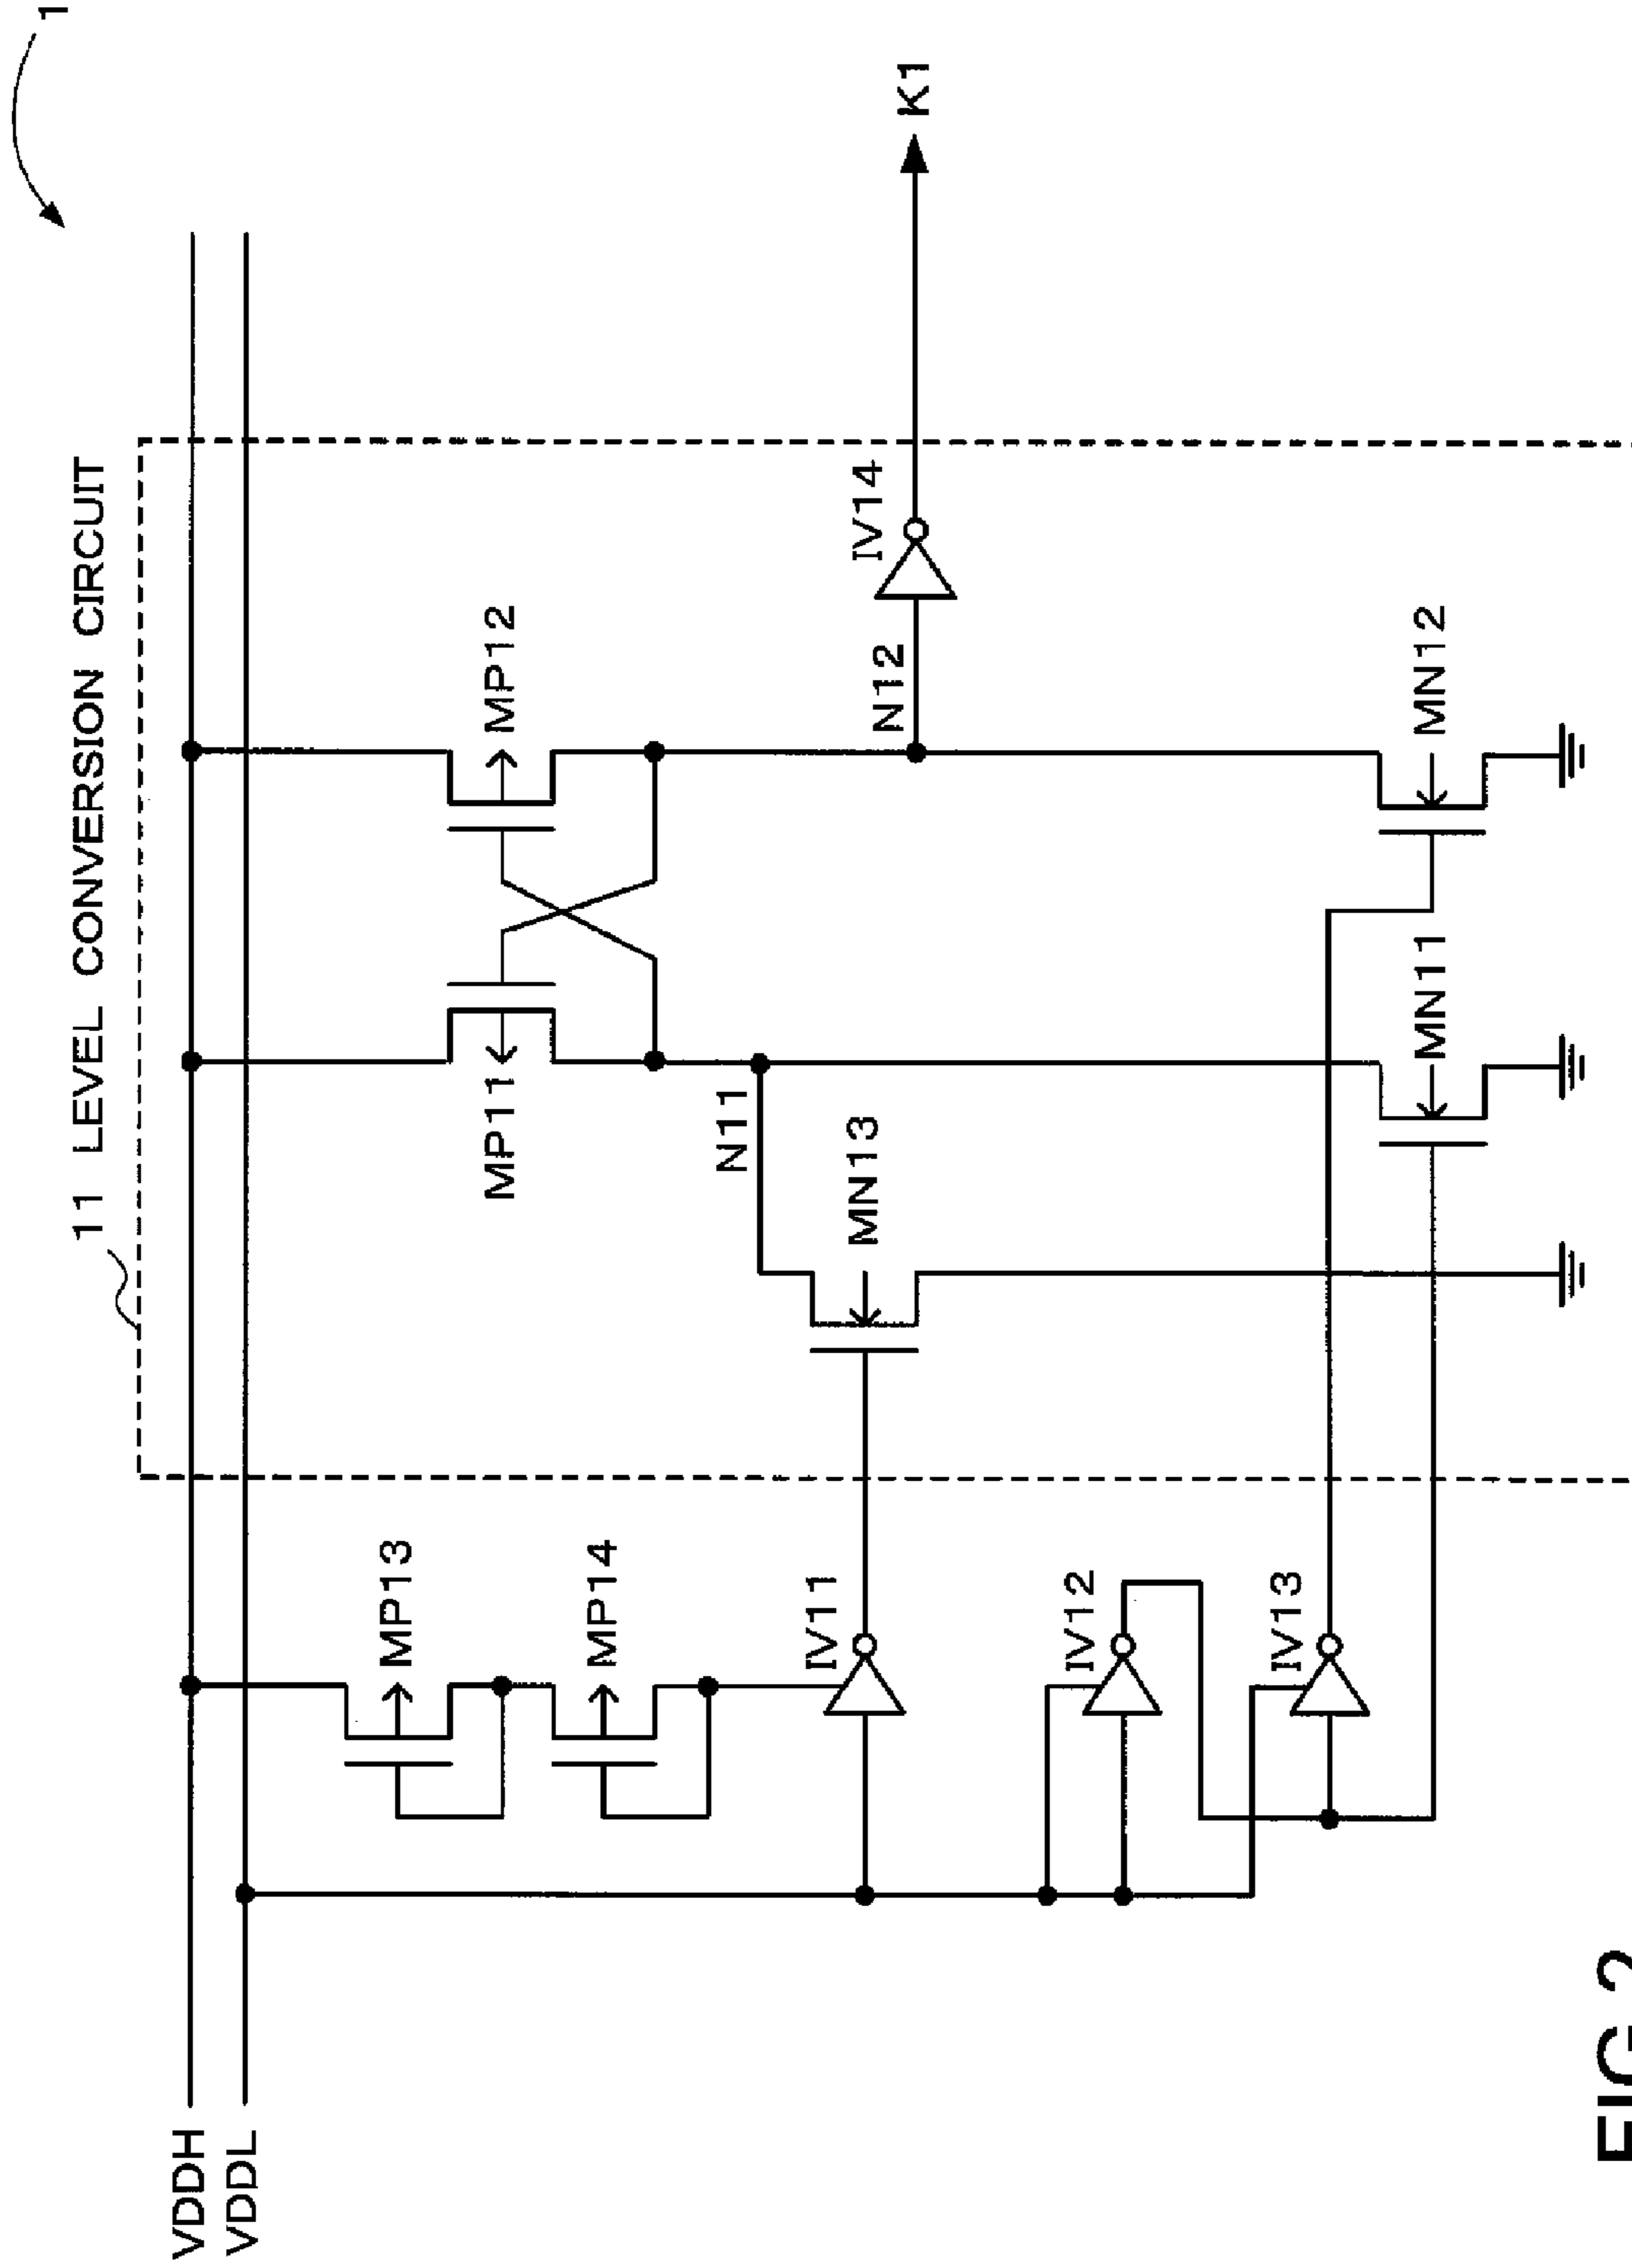 1
11 LEVEL CONVERSION CIRCUIT
VDDH
VDDL
MP13
MP11
MP12
MP14
N11
MN13
N12
IV14
K1
IV11
IV12
IV13
MN11
MN12
FIG. 2